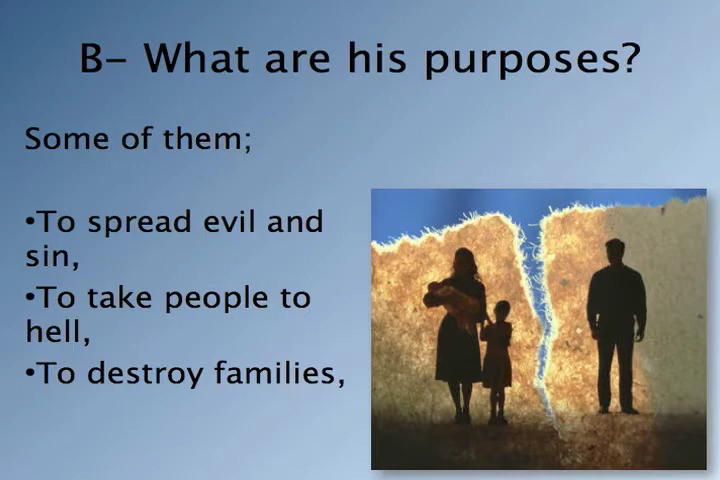 B- What are his purposes?
Some of them;
•To spread evil and
sin,
•To take people to
hell,
•To destroy families,